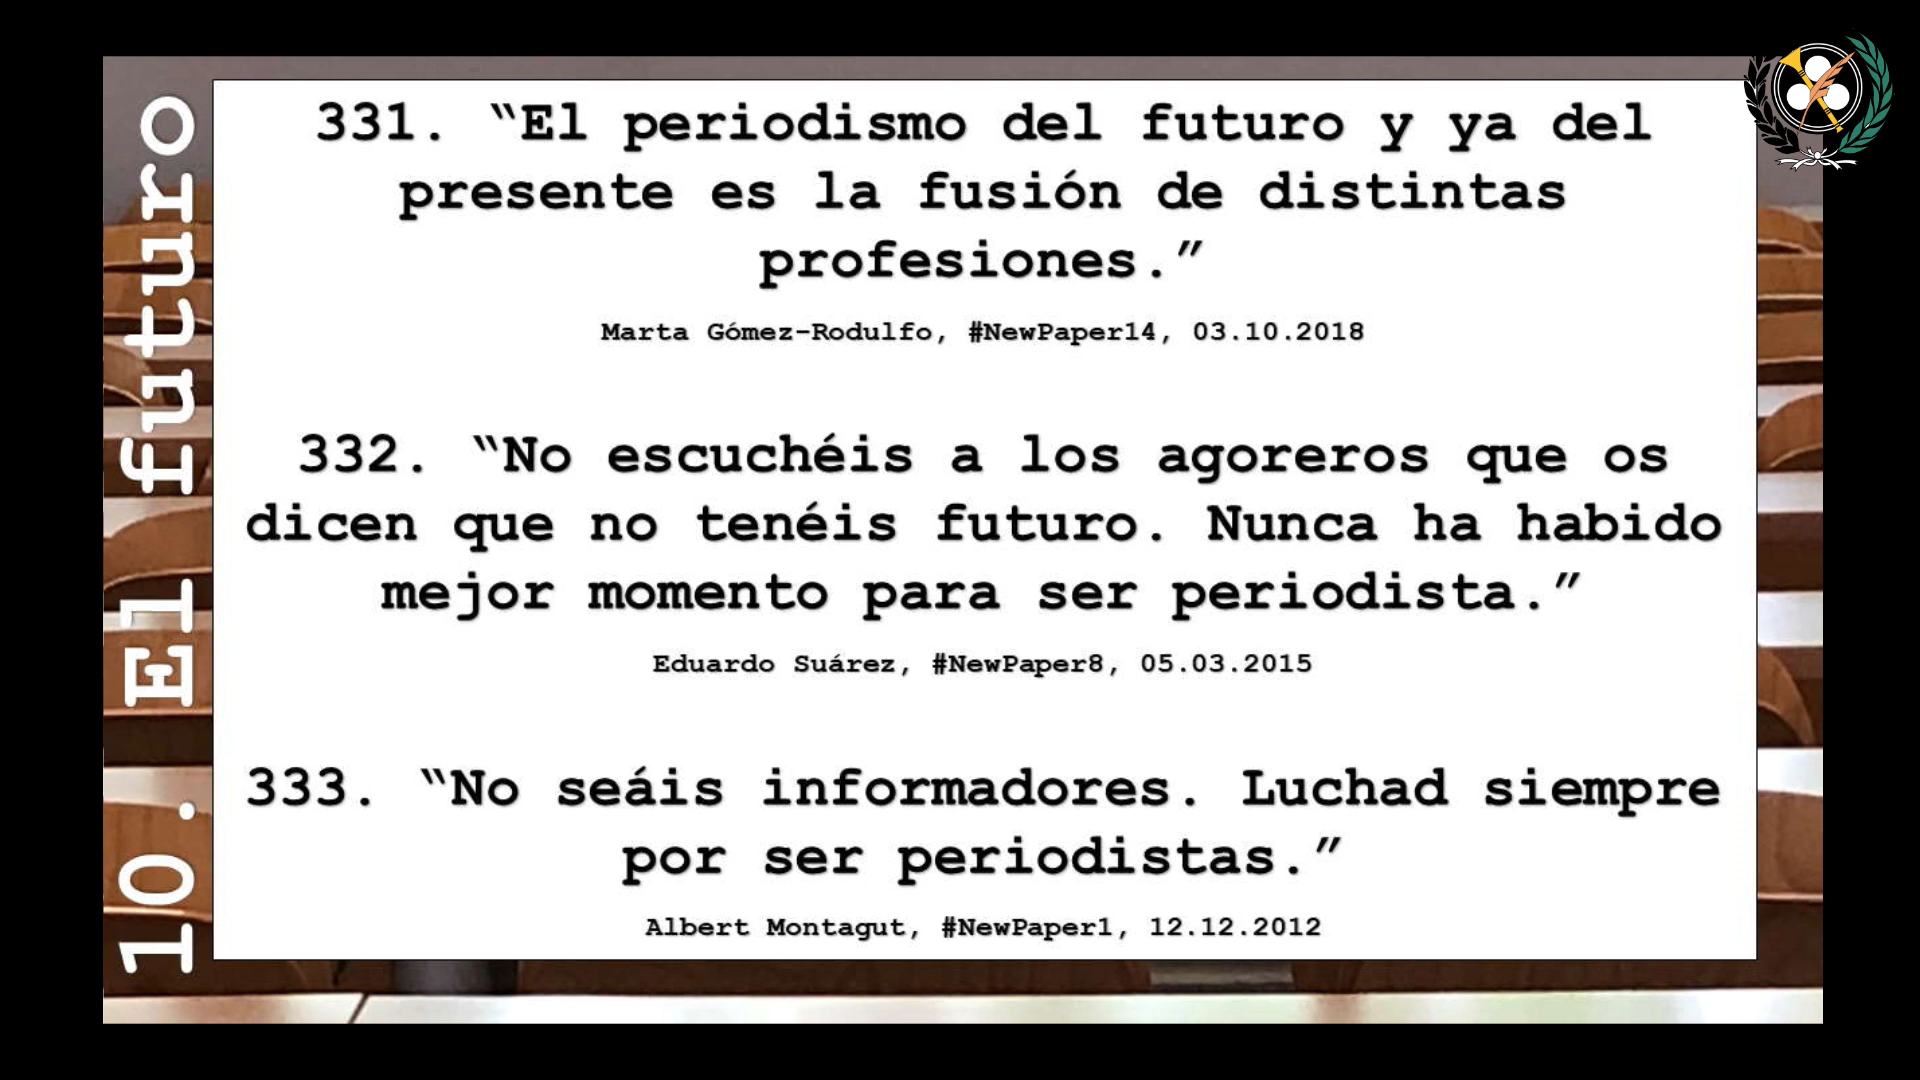 10. El futuro
331. “El periodismo del futuro y ya del
presente es la fusión de distintas
profesiones.”
Marta Gómez-Rodulfo, #NewPaper14, 03.10.2018
332. “No escuchéis a los agoreros que os
dicen que no tenéis futuro. Nunca ha habido
mejor momento para ser periodista.”
Eduardo Suárez, #NewPaper8, 05.03.2015
333. “No seáis informadores. Luchad siempre
por ser periodistas.”
Albert Montagut, #NewPaper1, 12.12.2012